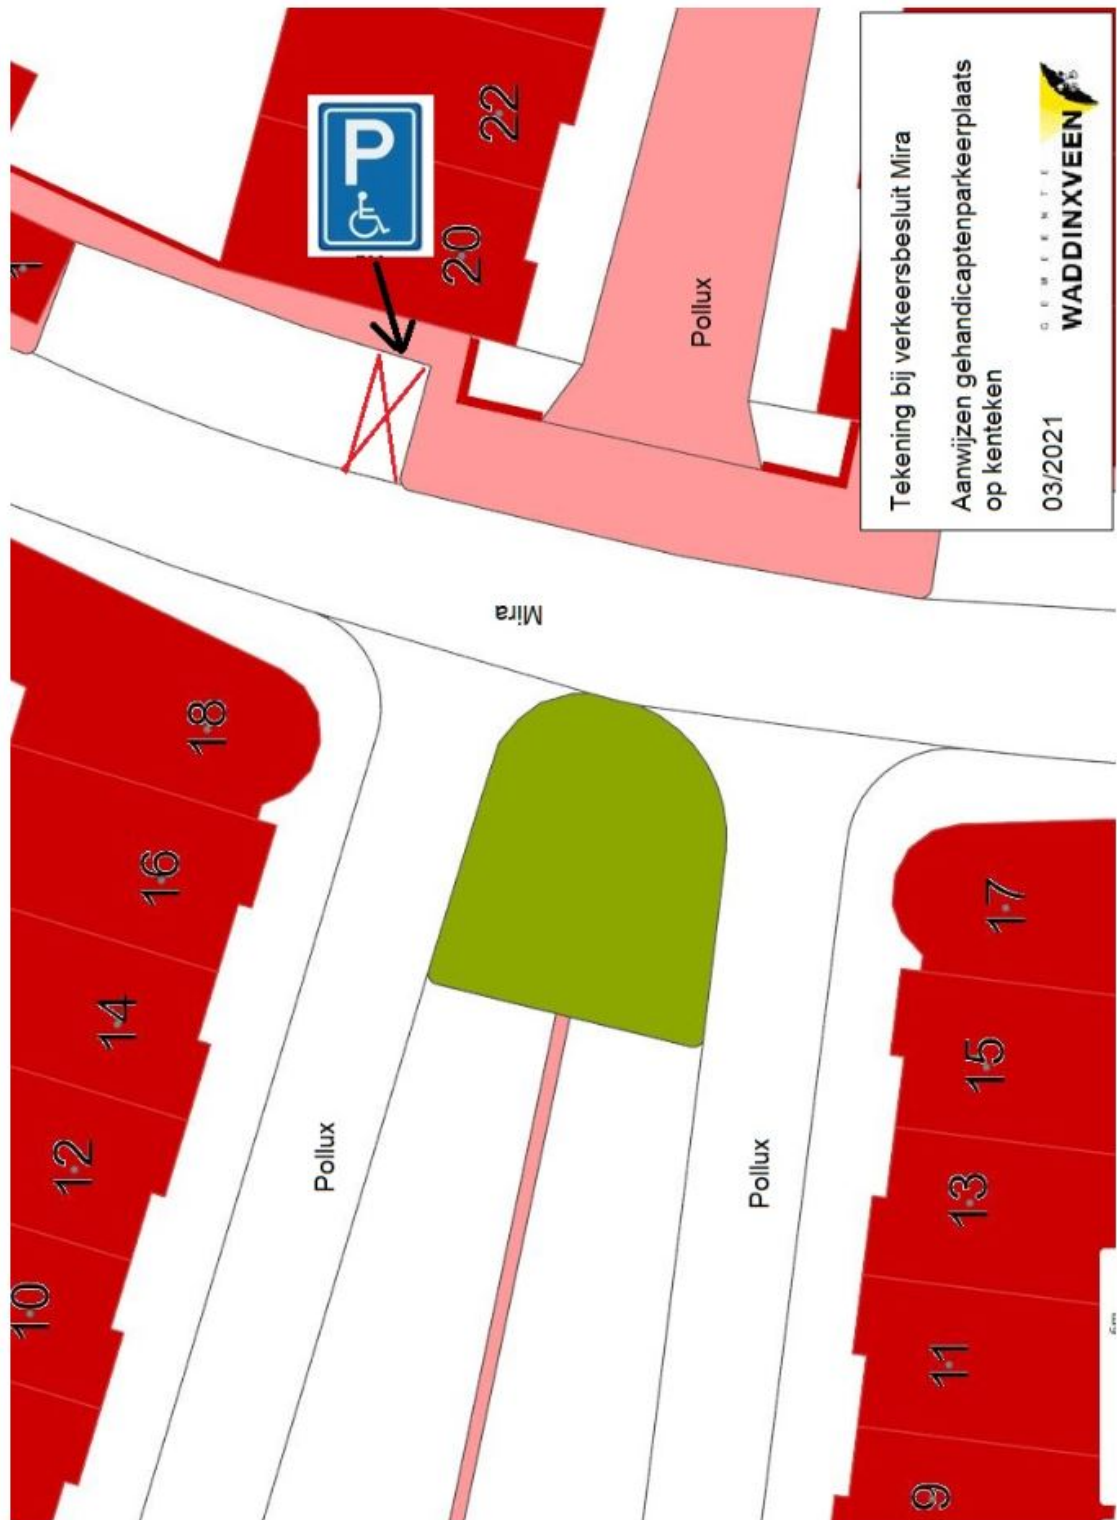 Tekening bij verkeersbesluit Mira
Aanwijzen gehandicaptenparkeerplaats
op kenteken
03/2021
GEMEENTE
WADDINXVEEN
P
22
20
1
Pollux
Mira
18
16
14
12
10
Pollux
Pollux
17
15
13
11
9